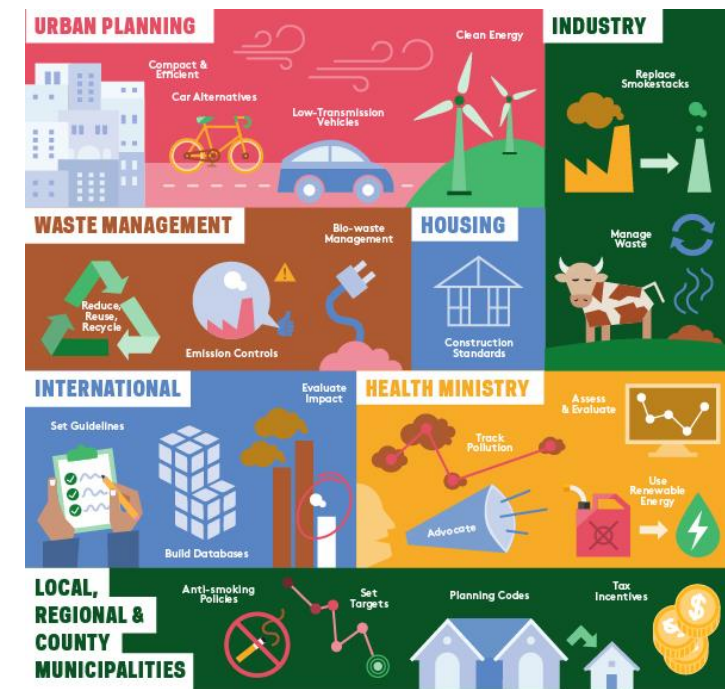 URBAN PLANNING
Compact &
Efficient
Car Alternatives
Low-Transmission
Vehicles
Clean Energy
INDUSTRY
Replace
Smokestacks
Manage
Waste
WASTE MANAGEMENT
Reduce,
Reuse,
Recycle
Emission Controls
Bio-waste
Management
HOUSING
Construction
Standards
INTERNATIONAL
Set Guidelines
Build Databases
Evaluate
Impact
HEALTH MINISTRY
Track
Pollution
Advocate
Assess
& Evaluate
Use
Renewable
Energy
LOCAL,
REGIONAL &
COUNTY
MUNICIPALITIES
Anti-smoking
Policies
Set
Targets
Planning Codes
Tax
Incentives
$
$